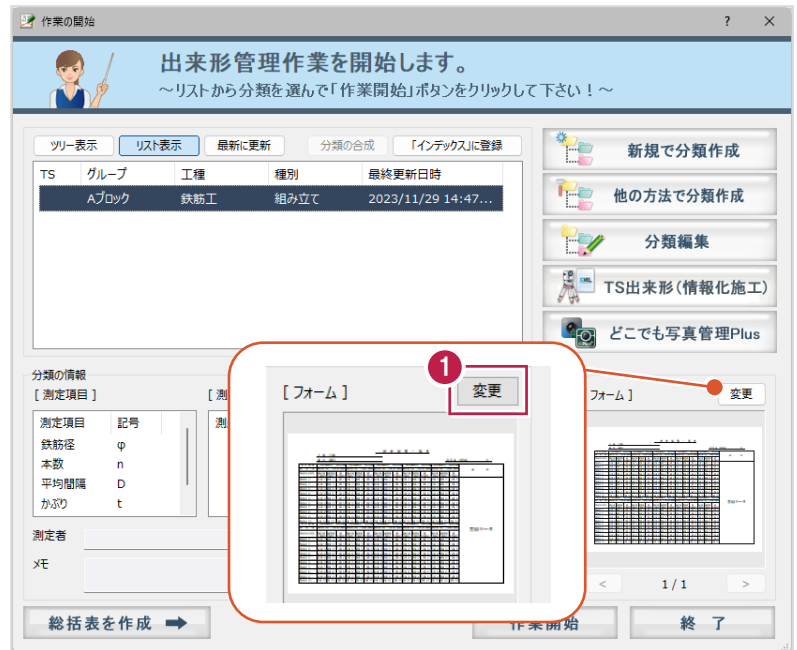 作業の開始
? ×
出来形管理作業を開始します。
～リストから分類を選んで「作業開始」ボタンをクリックして下さい！～
ツリー表示 リスト表示 最新に更新 分類の合成 「インデックス」に登録
TS グループ 工種 種別 最終更新日時
Aブロック 鉄筋工 組み立て 2023/11/29 14:47...
新規で分類作成
他の方法で分類作成
分類編集
TS出来形（情報化施工）
どこでも写真管理Plus
分類の情報
[ 測定項目 ]
測定項目 記号
鉄筋径 φ
本数 n
平均間隔 D
かぶり t
[ 測
測
1
[ フォーム ] 変更
フォーム ] 変更
測定者
メモ
< 1 / 1 >
総括表を作成 ➡
作業開始
終 了